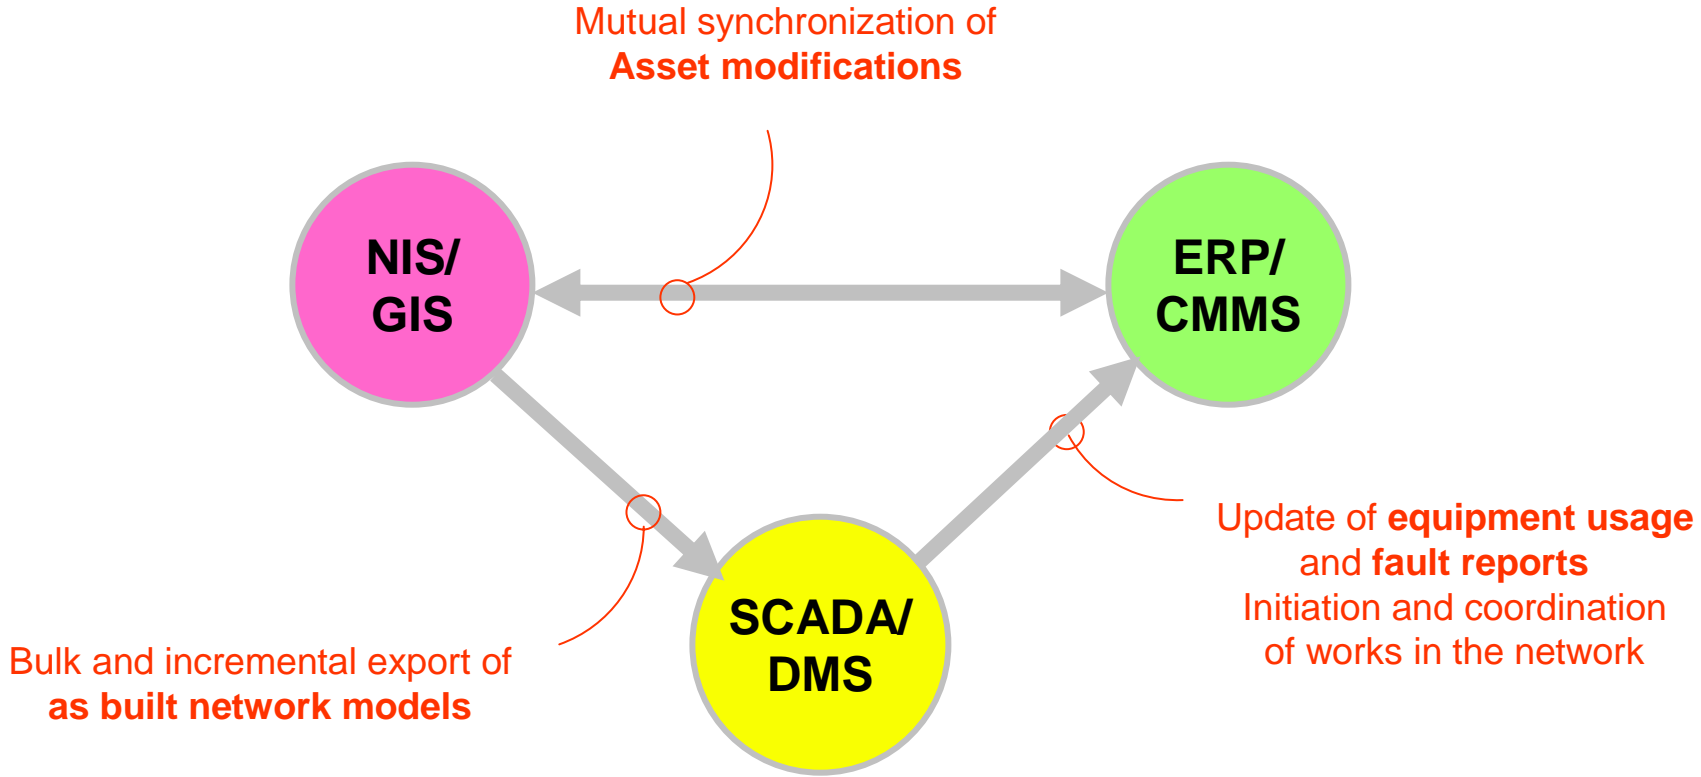 Mutual synchronization of
Asset modifications
NIS/
GIS
ERP/
CMMS
SCADA/
DMS
Update of equipment usage
and fault reports
Initiation and coordination
of works in the network
Bulk and incremental export of
as built network models